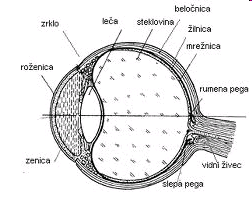 beločnica
leča
steklovina
žilnica
zrklo
mrežnica
roženica
rumena pega
zenica
vidni živec
slepa pega